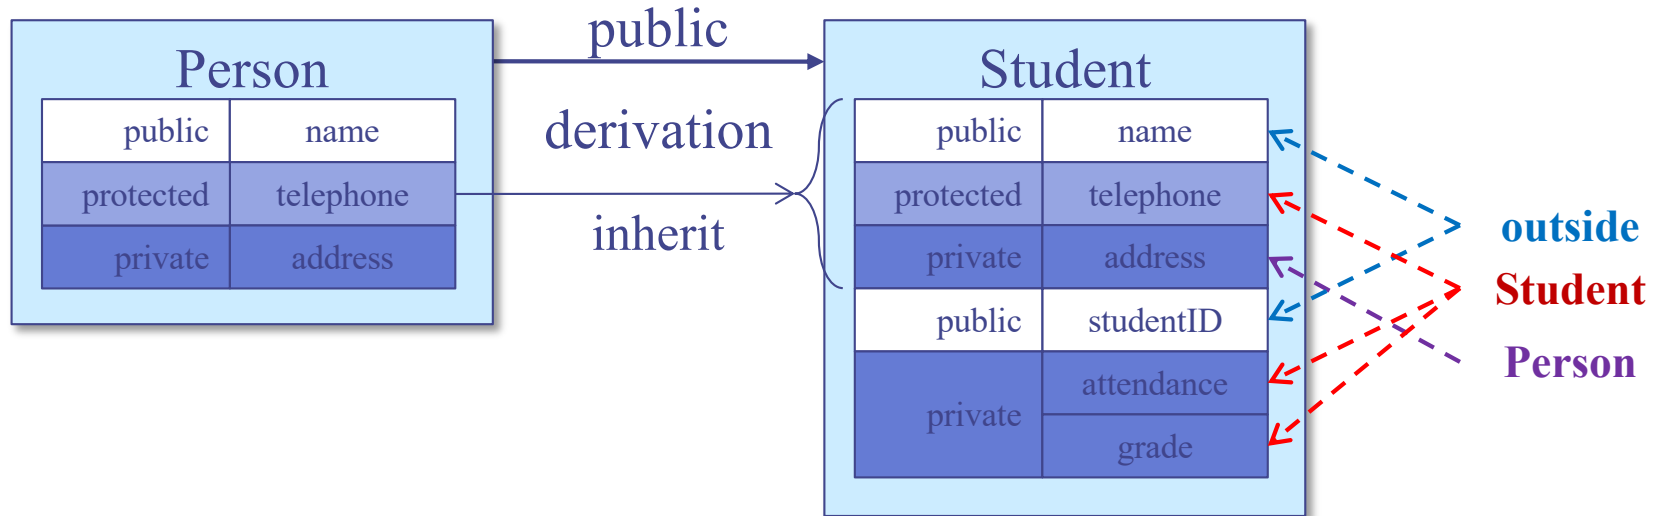 Person
public name
protected telephone
private address
public
derivation
inherit
Student
public name
protected telephone
private address
public studentID
private attendance
grade
outside
Student
Person